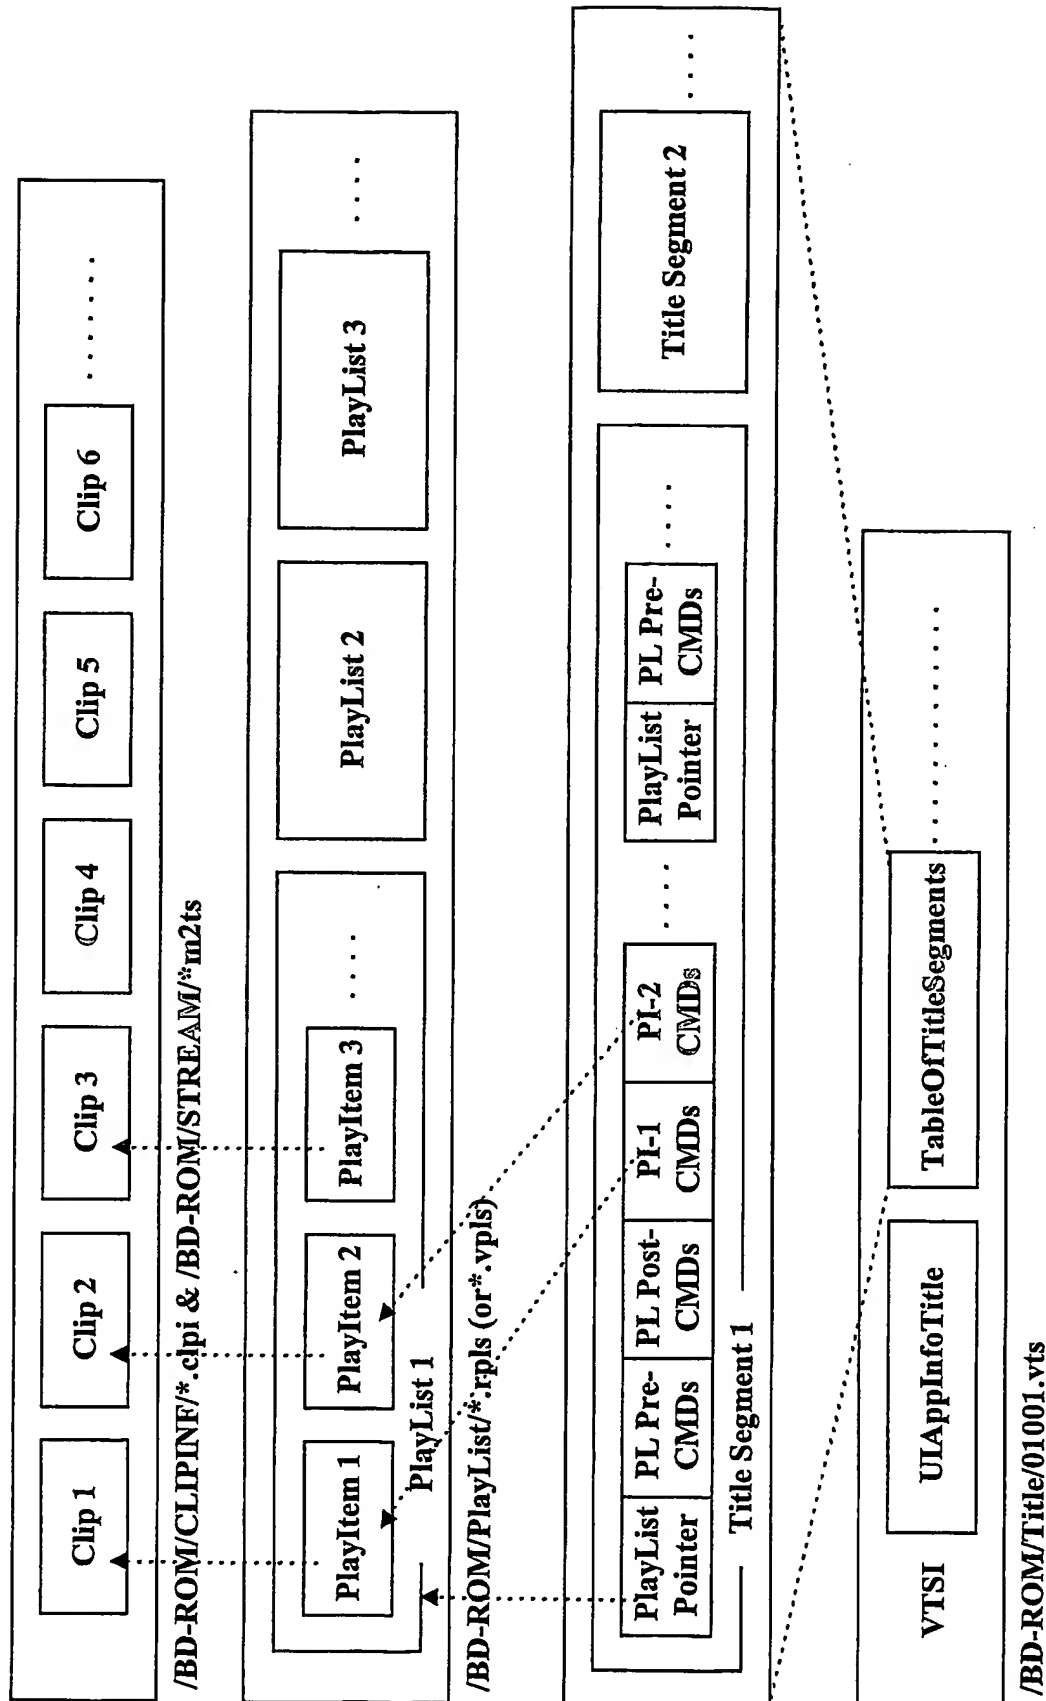 Clip 1
Clip 2
Clip 3
Clip 4
Clip 5
Clip 6
.......
/BD-ROM/CLIPINF/*.clpi & /BD-ROM/STREAM/*m2ts
PlayItem 1
PlayItem 2
PlayItem 3
....
PlayList 1
PlayList 2
PlayList 3
....
/BD-ROM/PlayList/*.rpls (or*.vpls)
PlayList
Pointer
PL Pre-
CMDs
PL Post-
CMDs
PI-1
CMDs
PI-2
CMDs
....
PlayList
Pointer
PL Pre-
CMDs
....
Title Segment 1
Title Segment 2
....
VTSI
UIAppInfoTitle
TableOfTitleSegments
............
/BD-ROM/Title/01001.vts